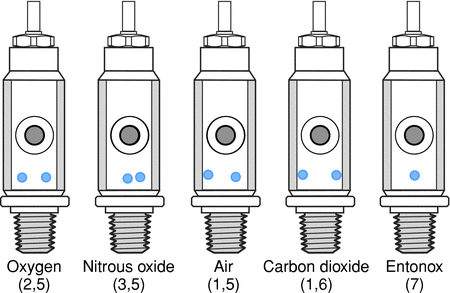 Oxygen Nitrous oxide Air Carbon dioxide Entonox
(2,5) (3,5) (1,5) (1,6) (7)